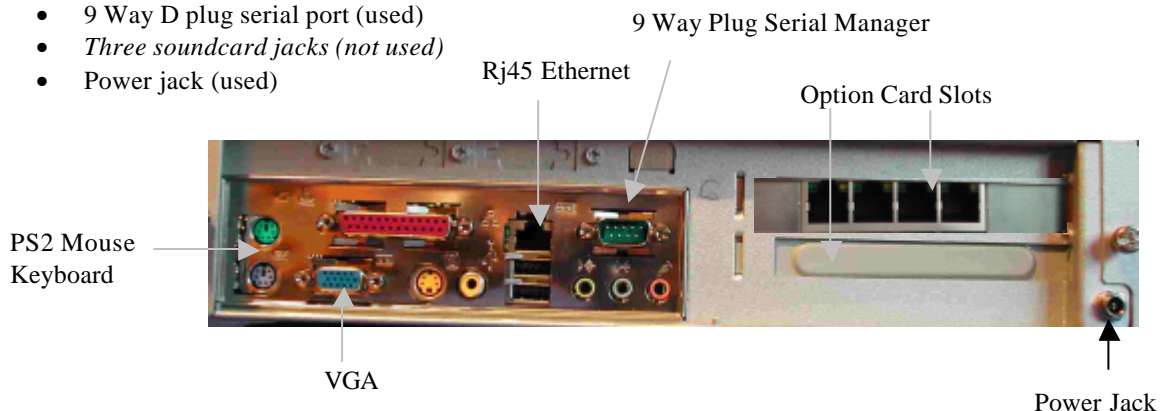 • 9 Way D plug serial port (used)
• Three soundcard jacks (not used)
• Power jack (used)
9 Way Plug Serial Manager
Rj45 Ethernet
Option Card Slots
PS2 Mouse
Keyboard
VGA
Power Jack